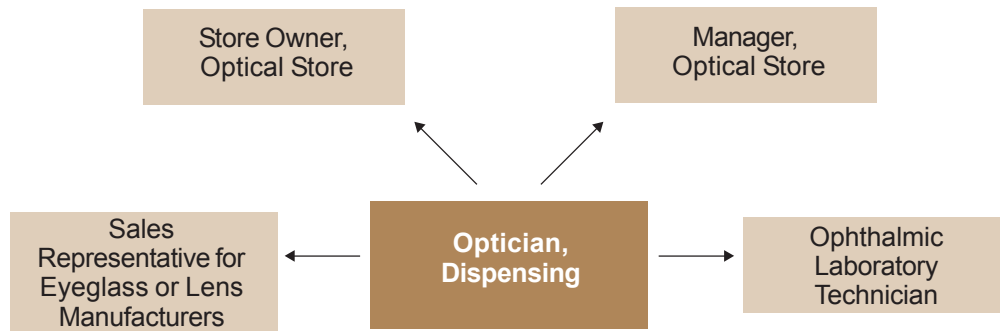 Store Owner,
Optical Store
Manager,
Optical Store
Sales
Representative for
Eyeglass or Lens
Manufacturers
Optician,
Dispensing
Ophthalmic
Laboratory
Technician